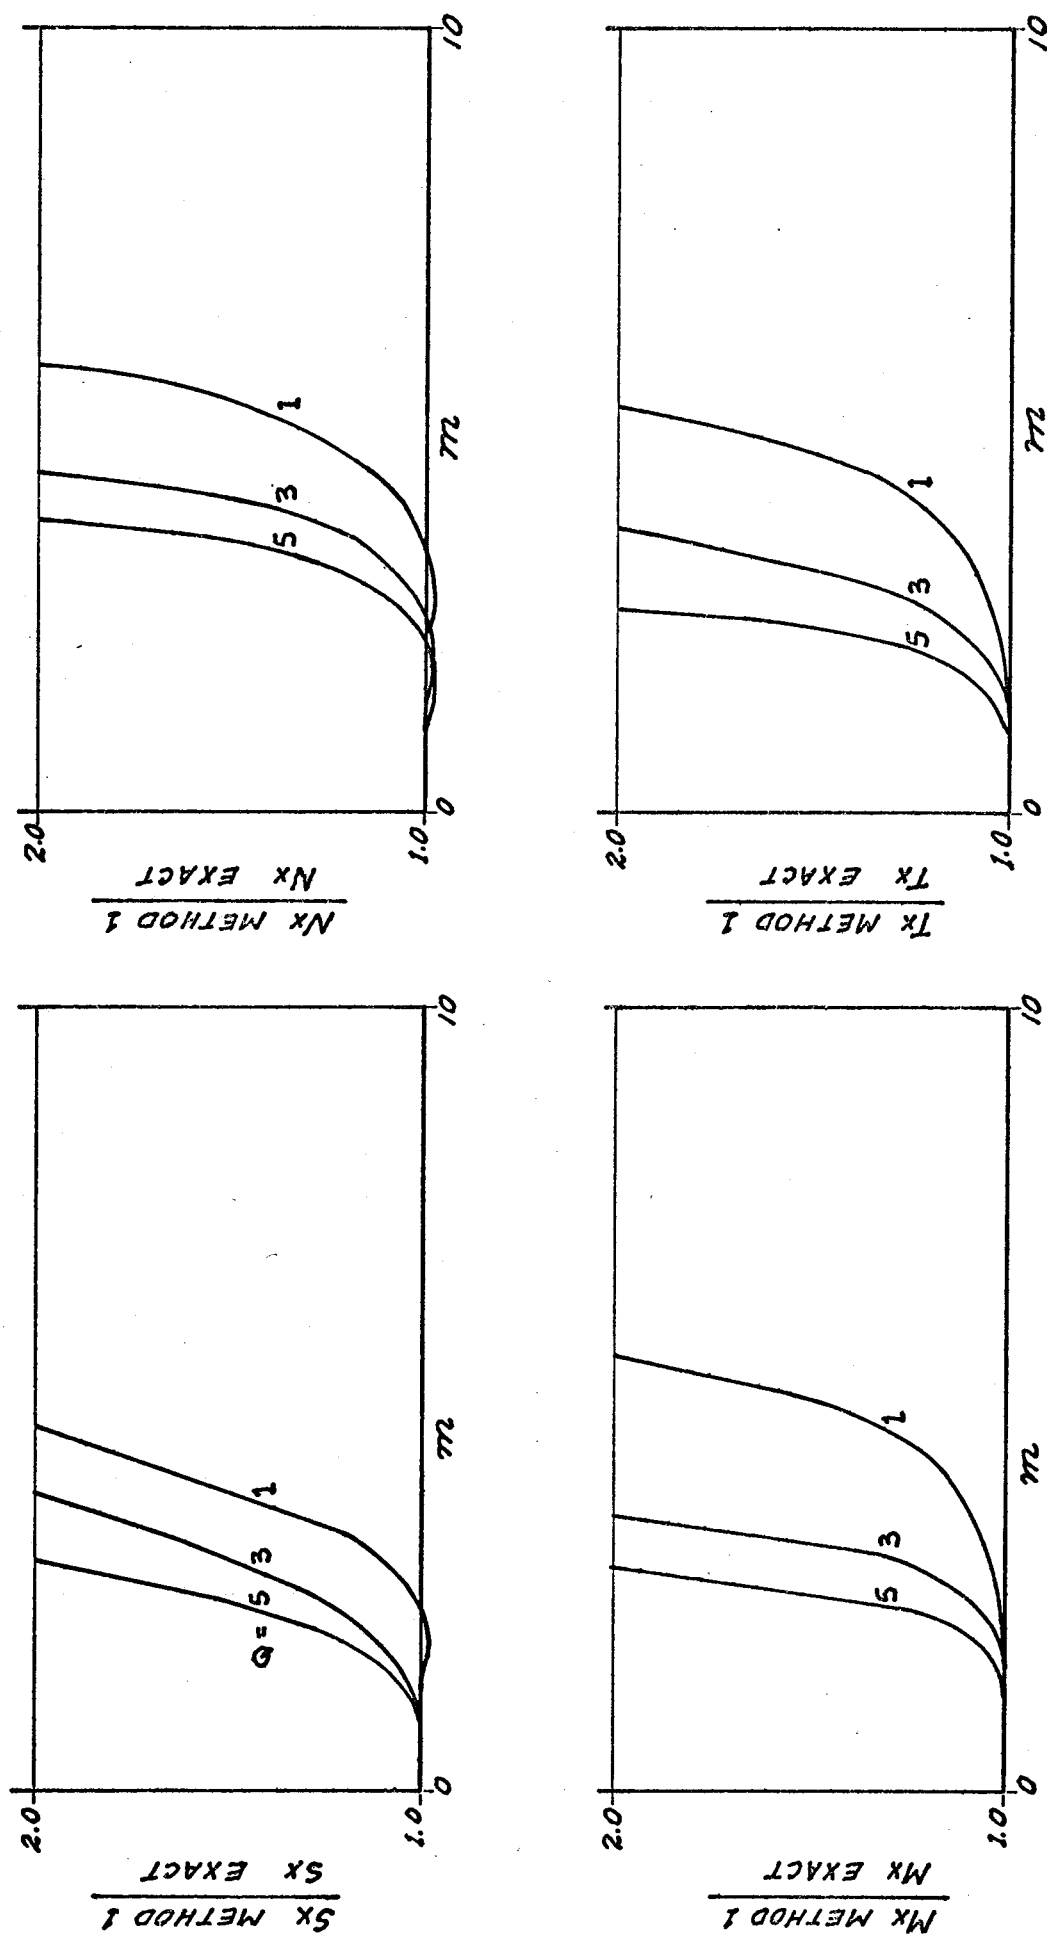 Sx METHOD 1
Sx EXACT
2.0
1.0
Q = 5
3
1
0
m
10
Nx METHOD 1
Nx EXACT
2.0
1.0
5
3
1
0
m
10
Mx METHOD 1
Mx EXACT
2.0
1.0
5
3
1
0
m
10
Tx METHOD 1
Tx EXACT
2.0
1.0
5
3
1
0
m
10